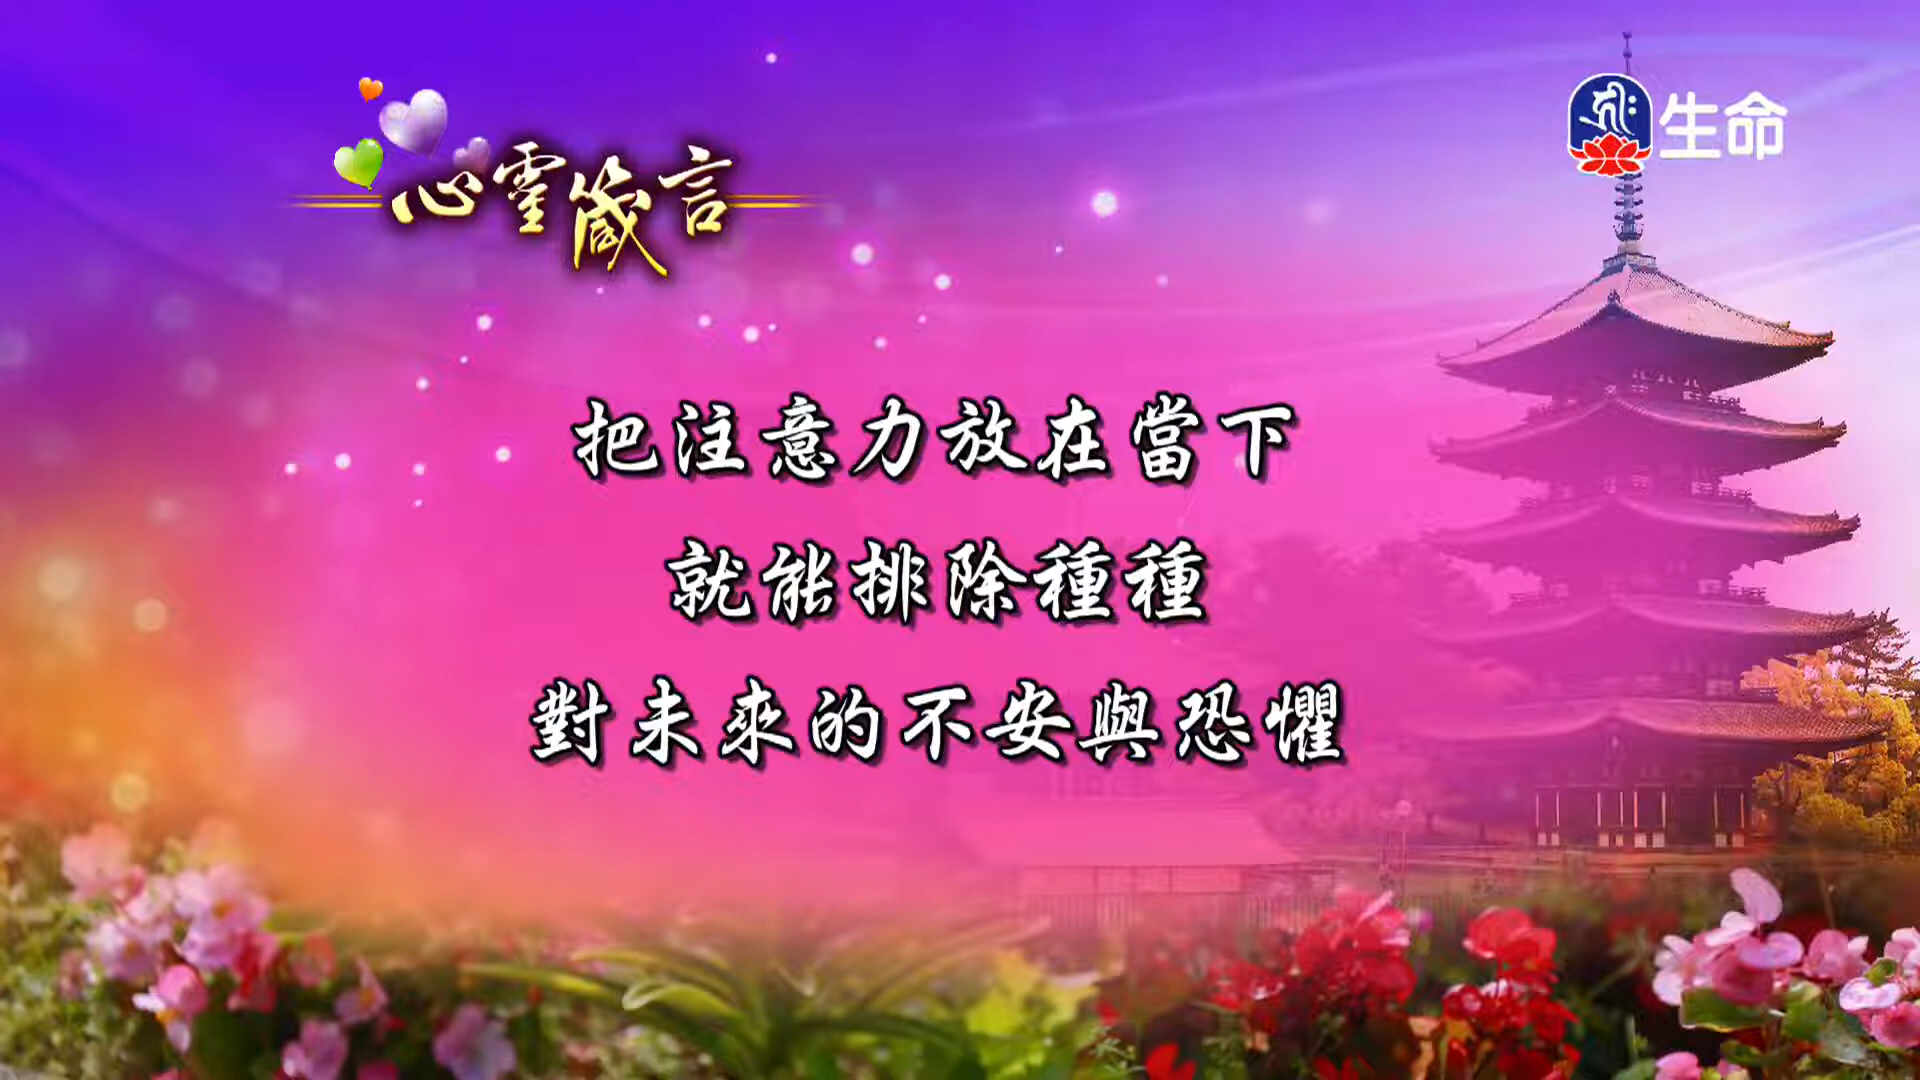 心靈箴言
生命
把注意力放在當下
就能排除種種
對未來的不安與恐懼